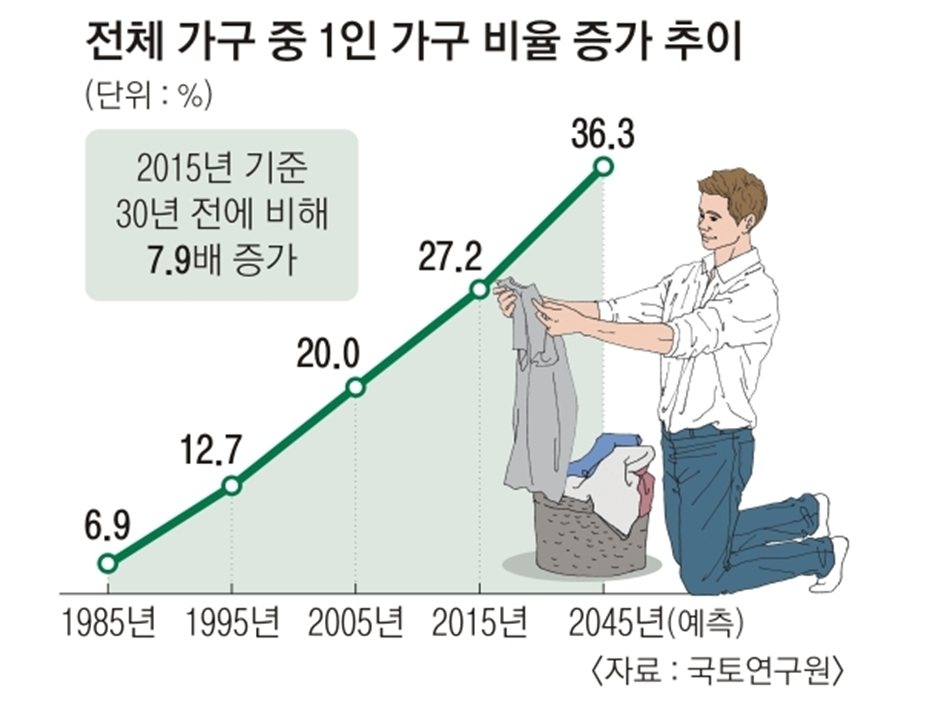 전체 가구 중 1인 가구 비율 증가 추이
(단위 : %)
2015년 기준
30년 전에 비해
7.9배 증가
36.3
27.2
20.0
12.7
6.9
1985년 1995년 2005년 2015년 2045년(예측)
〈자료 : 국토연구원〉